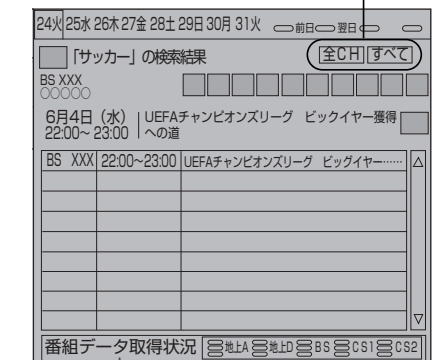 24火 25水 26木 27金 28土 29日 30月 31火 前日 翌日
「サッカー」の検索結果 全CH すべて
BS XXX
○○○○○
6月4日（水） UEFAチャンピオンズリーグ ビックイヤー獲得
22:00~23:00 への道
BS XXX 22:00~23:00 UEFAチャンピオンズリーグ ビッグイヤー……
番組データ取得状況 地上A 地上D BS CS1 CS2